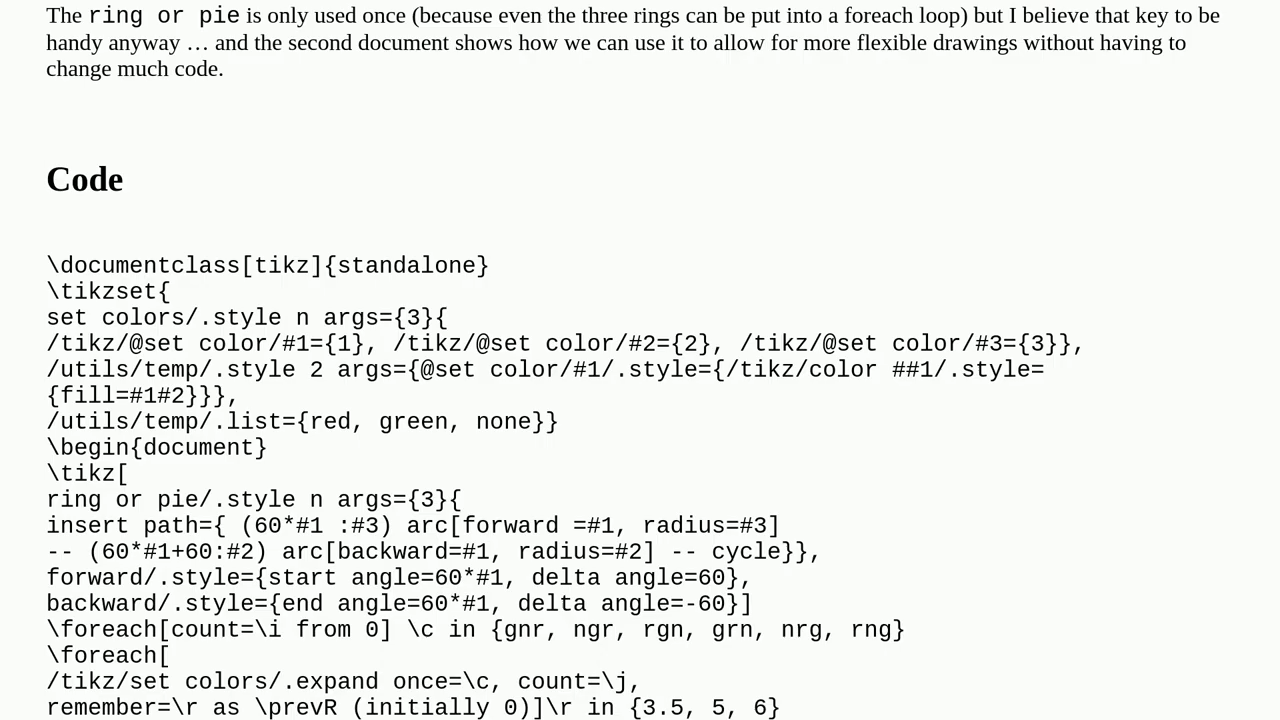 The ring or pie is only used once (because even the three rings can be put into a foreach loop) but I believe that key to be
handy anyway … and the second document shows how we can use it to allow for more flexible drawings without having to
change much code.
Code
\documentclass[tikz]{standalone}
\tikzset{
set colors/.style n args={3}{
/tikz/@set color/#1={1}, /tikz/@set color/#2={2}, /tikz/@set color/#3={3}},
/utils/temp/.style 2 args={@set color/#1/.style={/tikz/color ##1/.style=
{fill=#1#2}}},
/utils/temp/.list={red, green, none}}
\begin{document}
\tikz[
ring or pie/.style n args={3}{
insert path={ (60*#1 :#3) arc[forward =#1, radius=#3]
-- (60*#1+60:#2) arc[backward=#1, radius=#2] -- cycle}},
forward/.style={start angle=60*#1, delta angle=60},
backward/.style={end angle=60*#1, delta angle=-60}]
\foreach[count=\i from 0] \c in {gnr, ngr, rgn, grn, nrg, rng}
\foreach[
/tikz/set colors/.expand once=\c, count=\j,
remember=\r as \prevR (initially 0)]\r in {3.5, 5, 6}